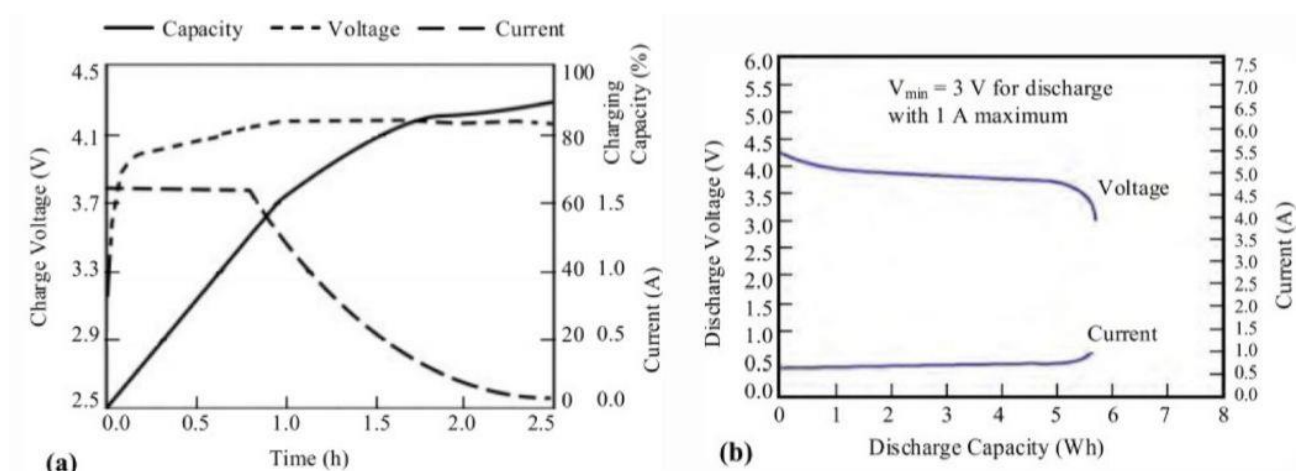 Capacity Voltage Current
Charge Voltage (V)
4.5
4.1
3.7
3.3
2.9
2.5
0.0 0.5 1.0 1.5 2.0 2.5
Time (h)
100
80
60 1.5
40 1.0
20 0.5
0 0.0
Charging
Capacity (%)
Current (A)
(a)
Discharge Voltage (V)
6.0
5.5
5.0
4.5
4.0
3.5
3.0
2.5
2.0
1.5
1.0
0.5
0.0
Vmin = 3 V for discharge
with 1 A maximum
Voltage
Current
0 1 2 3 4 5 6 7 8
Discharge Capacity (Wh)
7.5
7.0
6.5
6.0
5.5
5.0
4.5
4.0
3.5
3.0
2.5
2.0
1.5
1.0
0.5
0.0
Current (A)
(b)